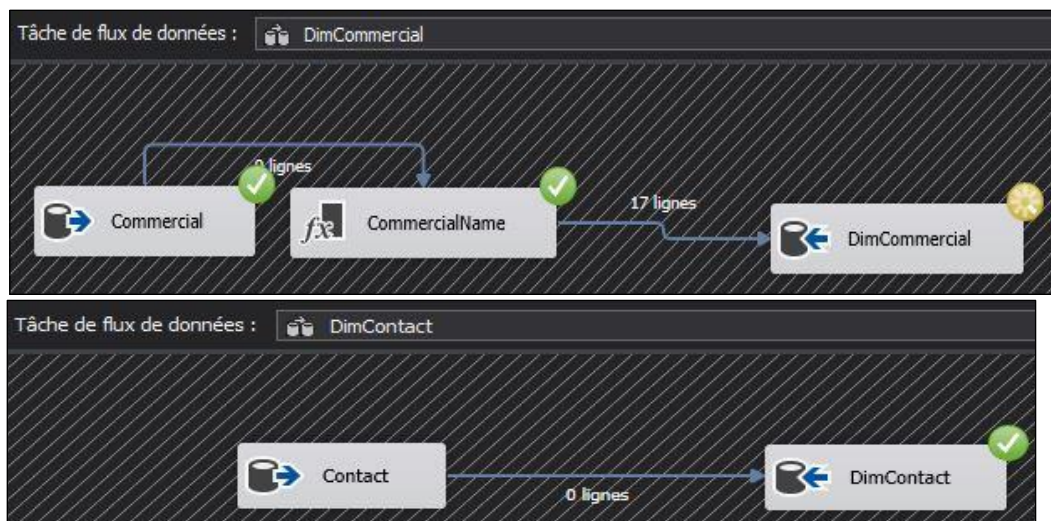 Tâche de flux de données : DimCommercial
0 lignes
Commercial
fx CommercialName
17 lignes
DimCommercial
Tâche de flux de données : DimContact
Contact
0 lignes
DimContact